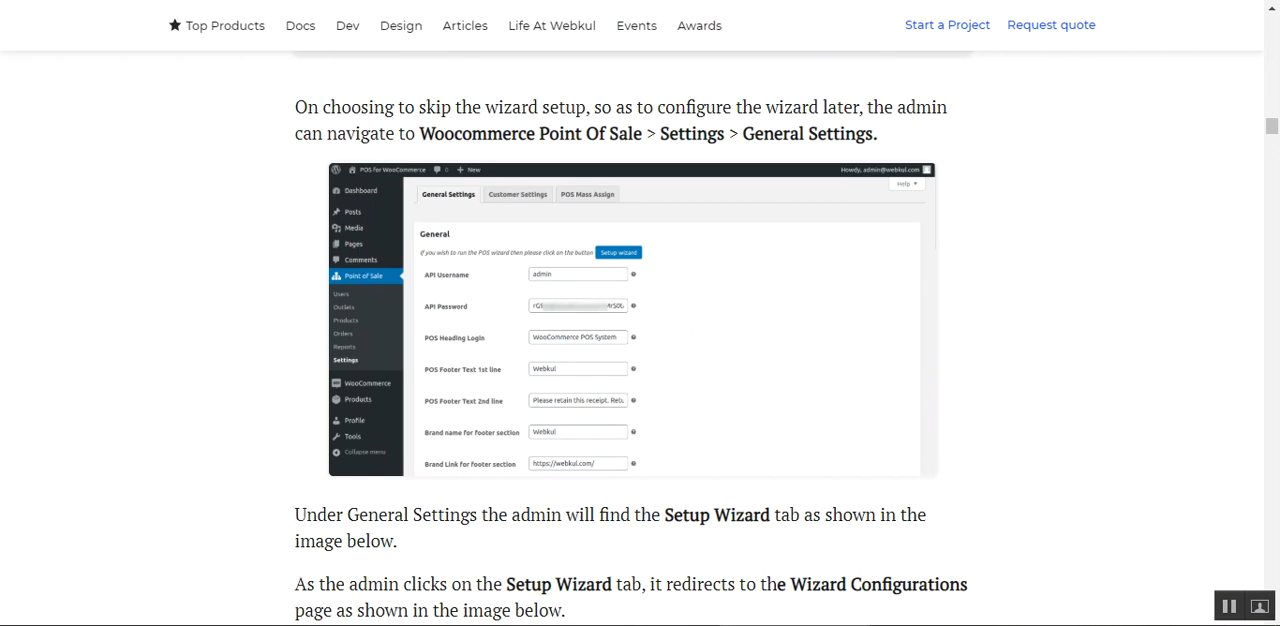 ★ Top Products Docs Dev Design Articles Life At Webkul Events Awards Start a Project Request quote
On choosing to skip the wizard setup, so as to configure the wizard later, the admin
can navigate to Woocommerce Point Of Sale > Settings > General Settings.
POS for WooCommerce 0 + New Howdy, admin@webkul.com
Help ▾
Dashboard
Posts
Media
Pages
Comments
Point of Sale
Users
Outlets
Products
Orders
Reports
Settings
WooCommerce
Products
Profile
Tools
Collapse menu
General Settings Customer Settings POS Mass Assign
General
If you wish to run the POS wizard then please click on the button Setup wizard
API Username admin
API Password
POS Heading Login WooCommerce POS System
POS Footer Text 1st line Webkul
POS Footer Text 2nd line Please retain this receipt. Retu
Brand name for footer section Webkul
Brand Link for footer section https://webkul.com/
Under General Settings the admin will find the Setup Wizard tab as shown in the
image below.
As the admin clicks on the Setup Wizard tab, it redirects to the Wizard Configurations
page as shown in the image below.